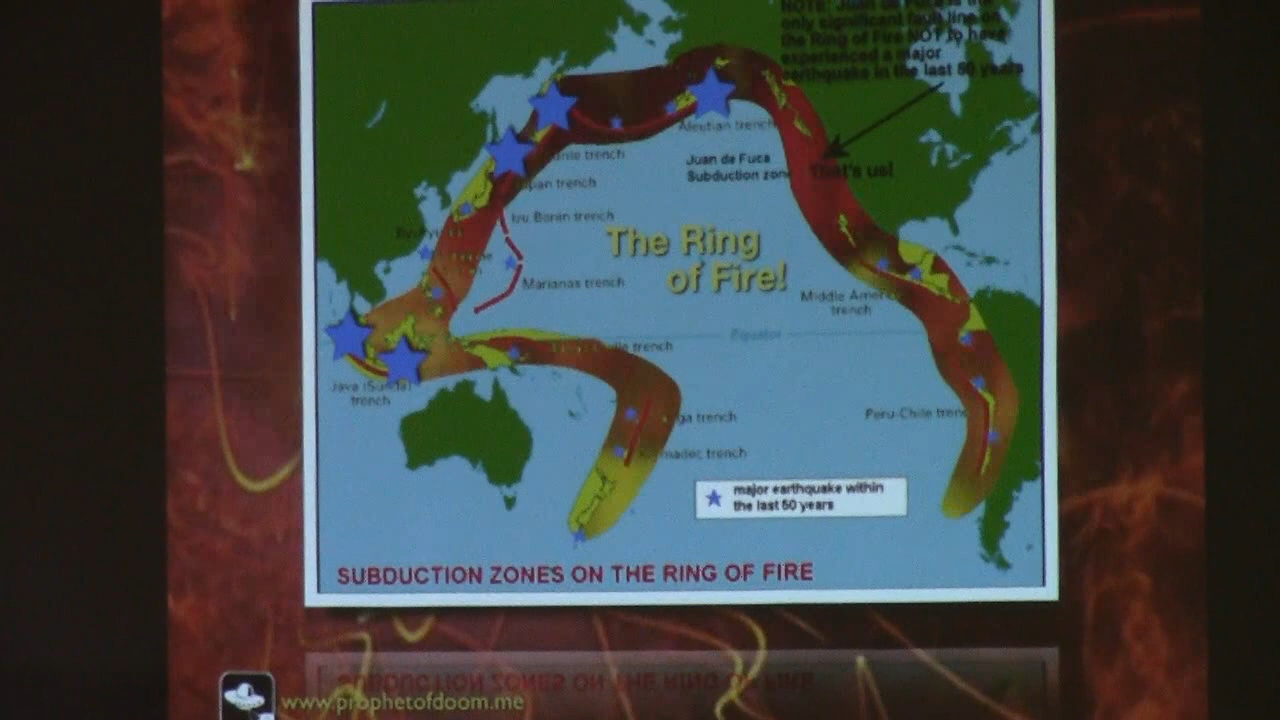 NOTE: Juan de Fuca is the
only significant fault line on
the Ring of Fire NOT to have
experienced a major
earthquake in the last 50 years
Aleutian trench
Juan de Fuca
Subduction zone
That's us!
trench
trench
Izu Bonin trench
The Ring
of Fire!
Marianas trench
Middle America
trench
Equator
trench
Java (Sunda)
trench
Peru-Chile trench
trench
trench
major earthquake within
the last 50 years
SUBDUCTION ZONES ON THE RING OF FIRE
www.prophetofdoom.me